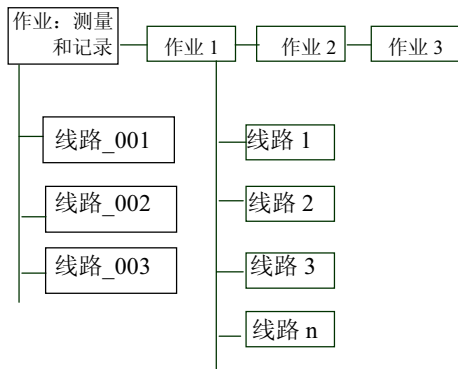 作业：测量
和记录
作业 1
作业 2
作业 3
线路_001
线路_002
线路_003
线路 1
线路 2
线路 3
线路 n